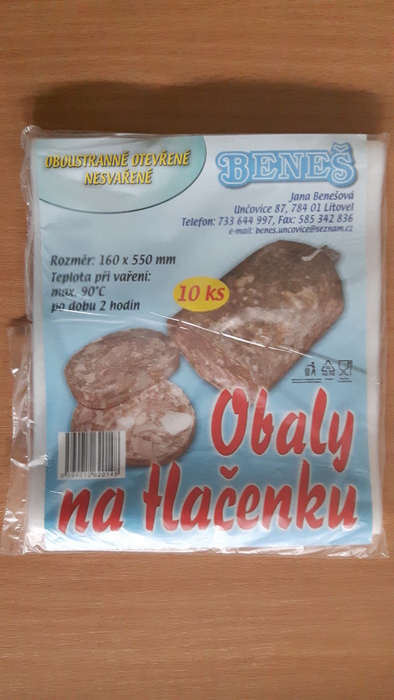 OBOUSTRANNĚ OTEVŘENÉ
NESVAŘENÉ
BENEŠ
Jana Benešová
Unčovice 87, 784 01 Litovel
Telefon: 733 644 997, Fax: 585 342 836
e-mail: benes.uncovice@seznam.cz
Rozměr: 160 x 550 mm
Teplota při vaření:
max. 90°C
po dobu 2 hodin
10 ks
Obaly
na tlačenku